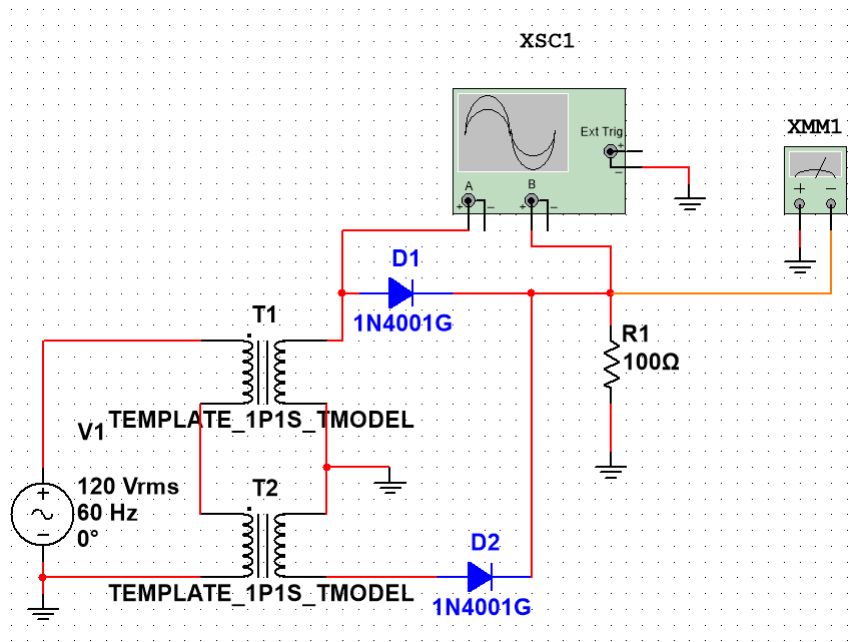 XSC1
Ext Trig
+
−
A
B
+ −
+ −
XMM1
+ −
D1
1N4001G
T1
R1
100Ω
TEMPLATE_1P1S_TMODEL
V1
120 Vrms
60 Hz
0°
+
−
T2
D2
TEMPLATE_1P1S_TMODEL
1N4001G